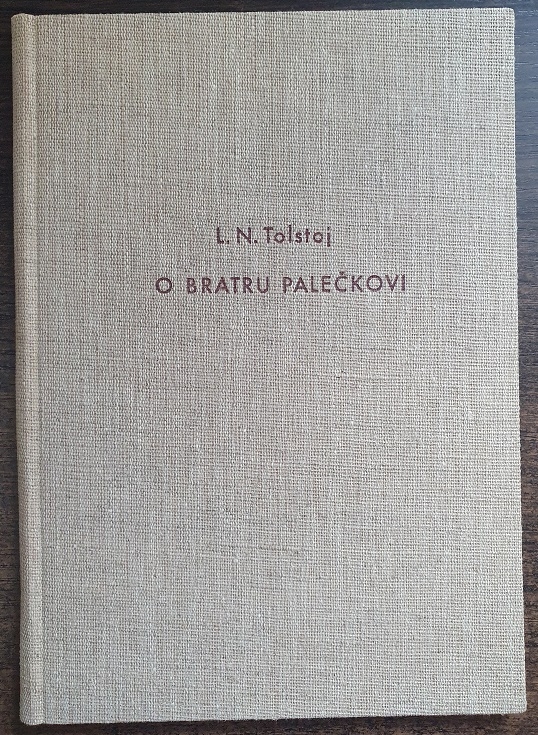 L. N. Tolstoj
O BRATRU PALEČKOVI